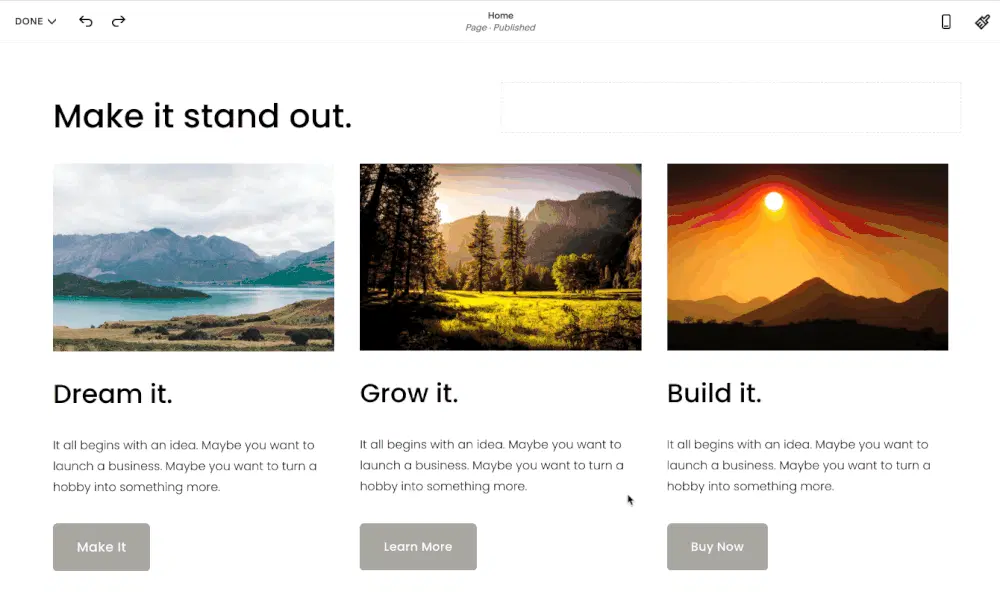 DONE
Home
Page · Published
Make it stand out.
Dream it.
It all begins with an idea. Maybe you want to
launch a business. Maybe you want to turn a
hobby into something more.
Make It
Grow it.
It all begins with an idea. Maybe you want to
launch a business. Maybe you want to turn a
hobby into something more.
Learn More
Build it.
It all begins with an idea. Maybe you want to
launch a business. Maybe you want to turn a
hobby into something more.
Buy Now